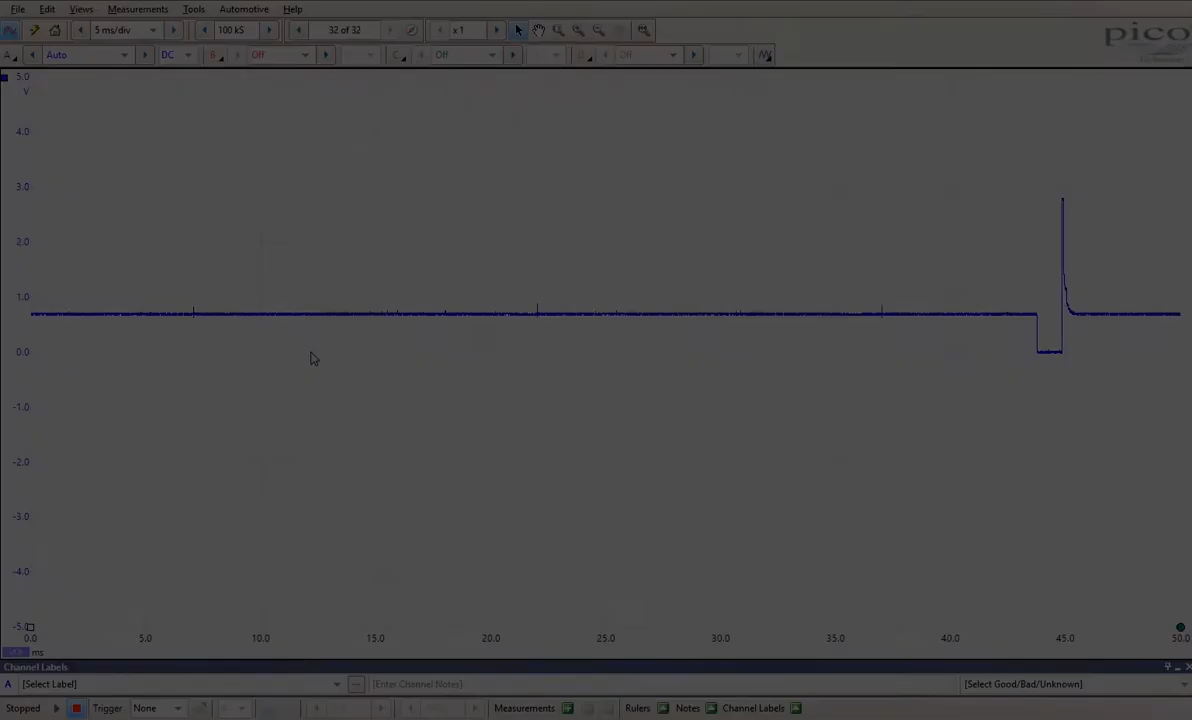 File Edit Views Measurements Tools Automotive Help
5 ms/div 100 kS 32 of 32 x1
pico
Technology
A Auto DC B Off C Off D Off
5.0
V
4.0
3.0
2.0
1.0
0.0
-1.0
-2.0
-3.0
-4.0
-5.0
0.0 5.0 10.0 15.0 20.0 25.0 30.0 35.0 40.0 45.0 50.0
ms
Channel Labels
A [Select Label] [Enter Channel Notes] [Select Good/Bad/Unknown]
Stopped Trigger None Measurements Rulers Notes Channel Labels